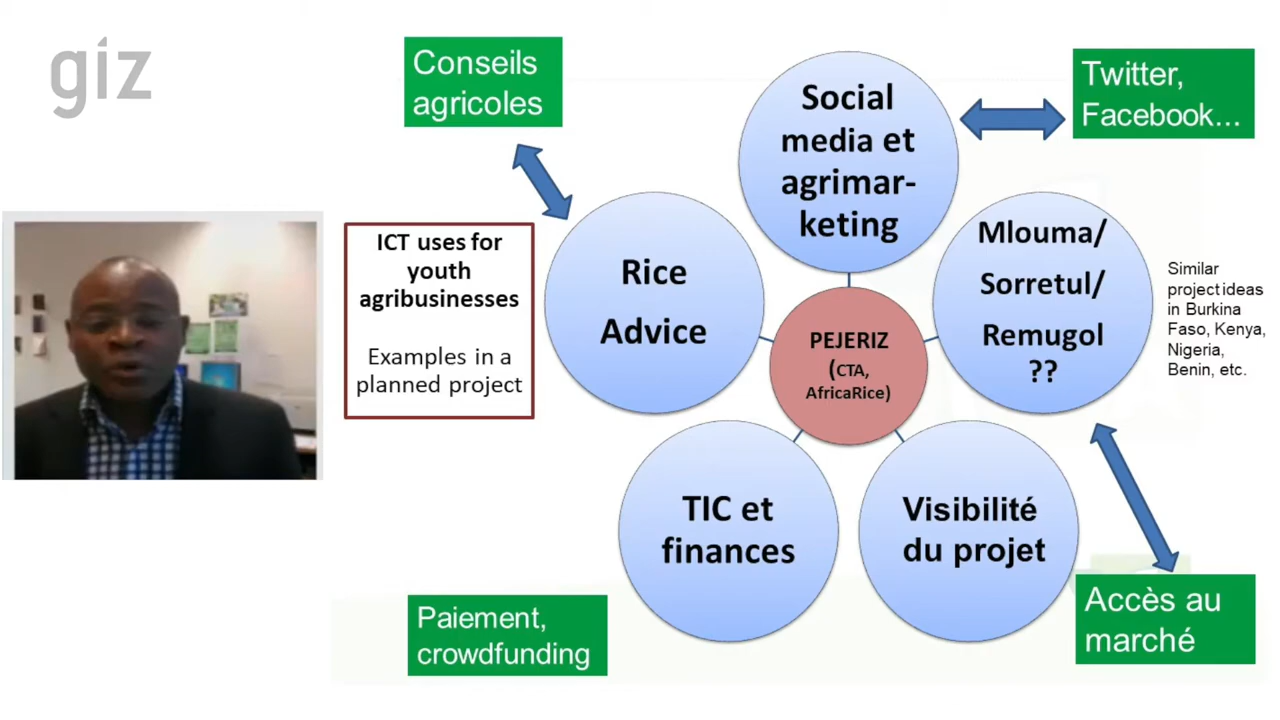 giz
Conseils
agricoles
Social
media et
agrimar-
keting
Twitter,
Facebook...
ICT uses for
youth
agribusinesses
Examples in a
planned project
Rice
Advice
PEJERIZ
(CTA,
AfricaRice)
Mlouma/
Sorretul/
Remugol
??
Similar
project ideas
in Burkina
Faso, Kenya,
Nigeria,
Benin, etc.
TIC et
finances
Visibilité
du projet
Paiement,
crowdfunding
Accès au
marché